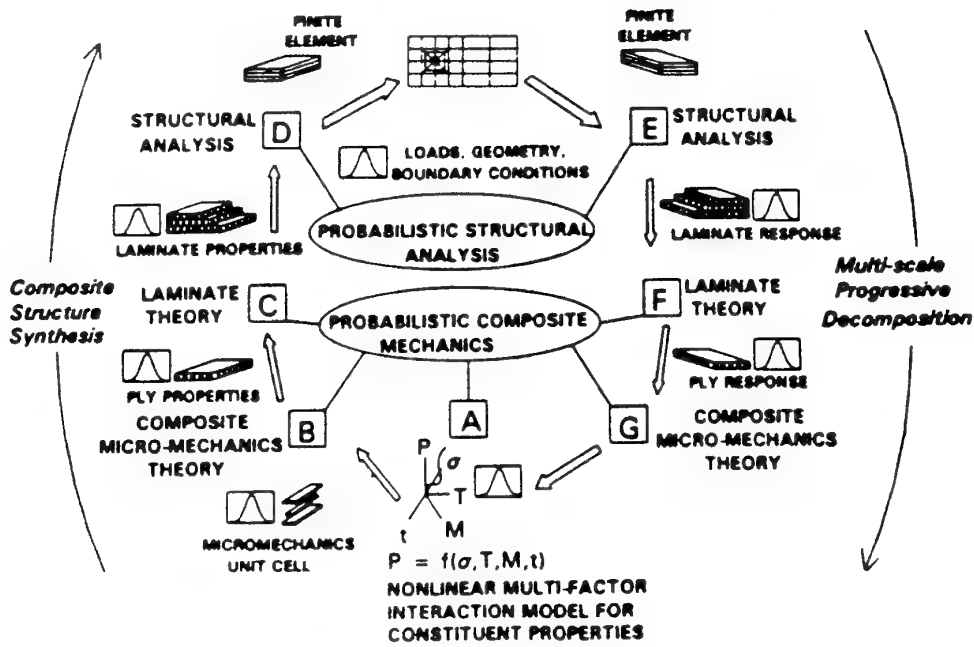 FINITE
ELEMENT
FINITE
ELEMENT
STRUCTURAL
ANALYSIS
D
E
STRUCTURAL
ANALYSIS
LOADS, GEOMETRY,
BOUNDARY CONDITIONS
LAMINATE PROPERTIES
PROBABILISTIC STRUCTURAL
ANALYSIS
LAMINATE RESPONSE
Composite
Structure
Synthesis
LAMINATE
THEORY
C
PROBABILISTIC COMPOSITE
MECHANICS
F
LAMINATE
THEORY
Multi-scale
Progressive
Decomposition
PLY PROPERTIES
PLY RESPONSE
COMPOSITE
MICRO-MECHANICS
THEORY
B
A
G
COMPOSITE
MICRO-MECHANICS
THEORY
P
σ
T
M
t
MICROMECHANICS
UNIT CELL
P = f(σ,T,M,t)
NONLINEAR MULTI-FACTOR
INTERACTION MODEL FOR
CONSTITUENT PROPERTIES